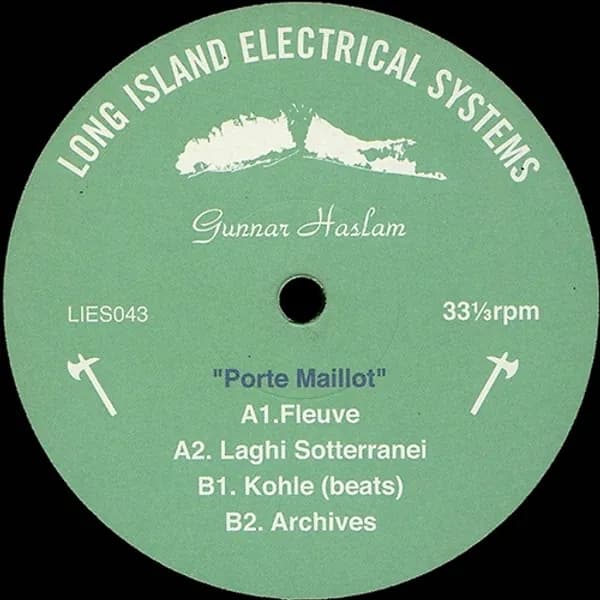 LONG ISLAND ELECTRICAL SYSTEMS
Gunnar Haslam
LIES043
33⅓rpm
"Porte Maillot"
A1.Fleuve
A2. Laghi Sotterranei
B1. Kohle (beats)
B2. Archives